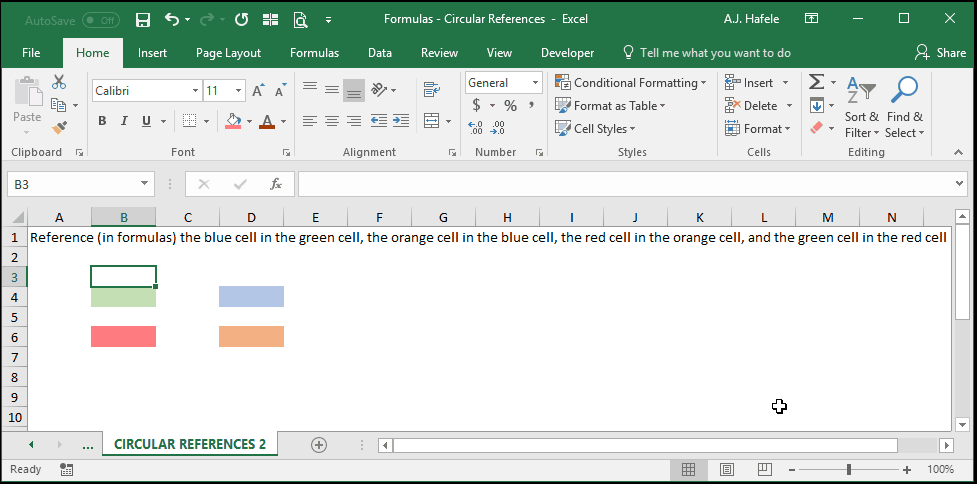 AutoSave Off Formulas - Circular References - Excel A.J. Hafele
File Home Insert Page Layout Formulas Data Review View Developer Tell me what you want to do Share
Calibri 11 A A General Conditional Formatting Insert Σ A Z
Paste B I U A $ % , Format as Table Delete Sort & Find &
.00 .00 Cell Styles Format Filter Select
Clipboard Font Alignment Number Styles Cells Editing
B3 fx
A B C D E F G H I J K L M N
1 Reference (in formulas) the blue cell in the green cell, the orange cell in the blue cell, the red cell in the orange cell, and the green cell in the red cell
2
3
4
5
6
7
8
9
10
... CIRCULAR REFERENCES 2
Ready 100%